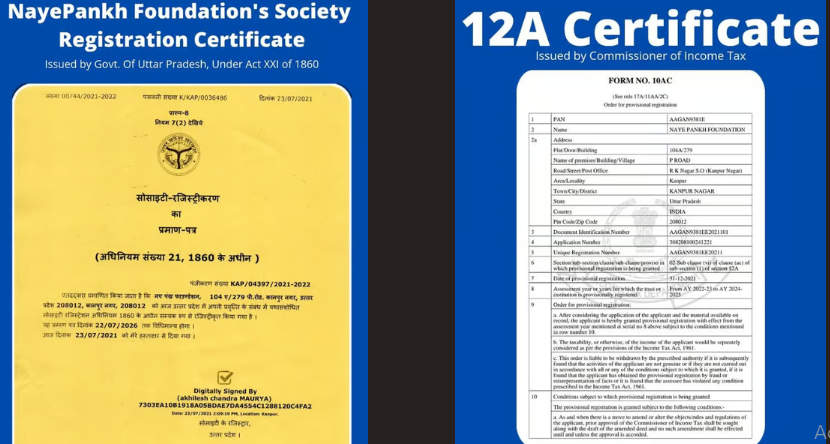 NayePankh Foundation's Society
Registration Certificate
Issued by Govt. Of Uttar Pradesh, Under Act XXI of 1860
संख्या 00744/2021-2022 पत्रावली संख्या K/KAP/0036486 दिनांक 23/07/2021
प्रारूप-8
नियम 7(2) देखिये
सोसाइटी-रजिस्ट्रीकरण
का
प्रमाण-पत्र
(अधिनियम संख्या 21, 1860 के अधीन )
पंजीकरण संख्या KAP/04397/2021-2022
एतद्द्वारा प्रमाणित किया जाता है कि नए पंख फाउण्डेशन, 104 ए/279 पी.रोड. कानपुर नगर, उत्तर
प्रदेश 208012, कानपुर नगर, 208012 को आज उत्तर प्रदेश में अपनी प्रवृत्ति के संबंध में यथासंशोधित
सोसाइटी रजिस्ट्रेशन अधिनियम 1860 के अधीन सम्यक रूप से रजिस्ट्रीकृत किया गया है ।
यह प्रमाण पत्र दिनांक 22/07/2026 तक विधिमान्य होगा ।
आज दिनांक 23/07/2021 को मेरे हस्ताक्षर से दिया गया ।
Digitally Signed By
(akhilesh chandra MAURYA)
7303EA10B1918A05BDAE7DA4554C1288120C4FA2
Date: 23/07/2021 2:09:19 PM, Location: Kanpur.
सोसाइटी के रजिस्ट्रार,
उत्तर प्रदेश ।
12A Certificate
Issued by Commissioner of Income Tax
FORM NO. 10AC
(See rule 17A/11AA/2C)
Order for provisional registration
1 PAN AAGAN9381E
2 Name NAYE PANKH FOUNDATION
2a Address
Flat/Door/Building 104A/279
Name of premises/Building/Village P ROAD
Road/Street/Post Office R K Nagar S.O (Kanpur Nagar)
Area/Locality Kanpur
Town/City/District KANPUR NAGAR
State Uttar Pradesh
Country INDIA
Pin Code/Zip Code 208012
3 Document Identification Number AAGAN9381EE2021101
4 Application Number 388208100241221
5 Unique Registration Number AAGAN9381EE20211
6 Section/sub-section/clause/sub-clause/proviso in 02-Sub clause (vi) of clause (ac) of
which provisional registration is being granted sub-section (1) of section 12A
7 Date of provisional registration 31-12-2021
8 Assessment year or years for which the trust or From AY 2022-23 to AY 2024-
institution is provisionally registered 2025
9 Order for provisional registration:
a. After considering the application of the applicant and the material available on
record, the applicant is hereby granted provisional registration with effect from the
assessment year mentioned at serial no 8 above subject to the conditions mentioned
in row number 10.
b. The taxability, or otherwise, of the income of the applicant would be separately
considered as per the provisions of the Income Tax Act, 1961.
c. This order is liable to be withdrawn by the prescribed authority if it is subsequently
found that the activities of the applicant are not genuine or if they are not carried out
in accordance with all or any of the conditions subject to which it is granted, if it is
found that the applicant has obtained the provisional registration by fraud or
misrepresentation of facts or it is found that the assessee has violated any condition
prescribed in the Income Tax Act, 1961.
10 Conditions subject to which provisional registration is being granted
The provisional registration is granted subject to the following conditions:-
a. As and when there is a move to amend or alter the objects/rules and regulations of
the applicant, prior approval of the Commissioner of Income Tax shall be sought
along with the draft of the amended deed and no such amendment shall be effected
until and unless the approval is accorded.